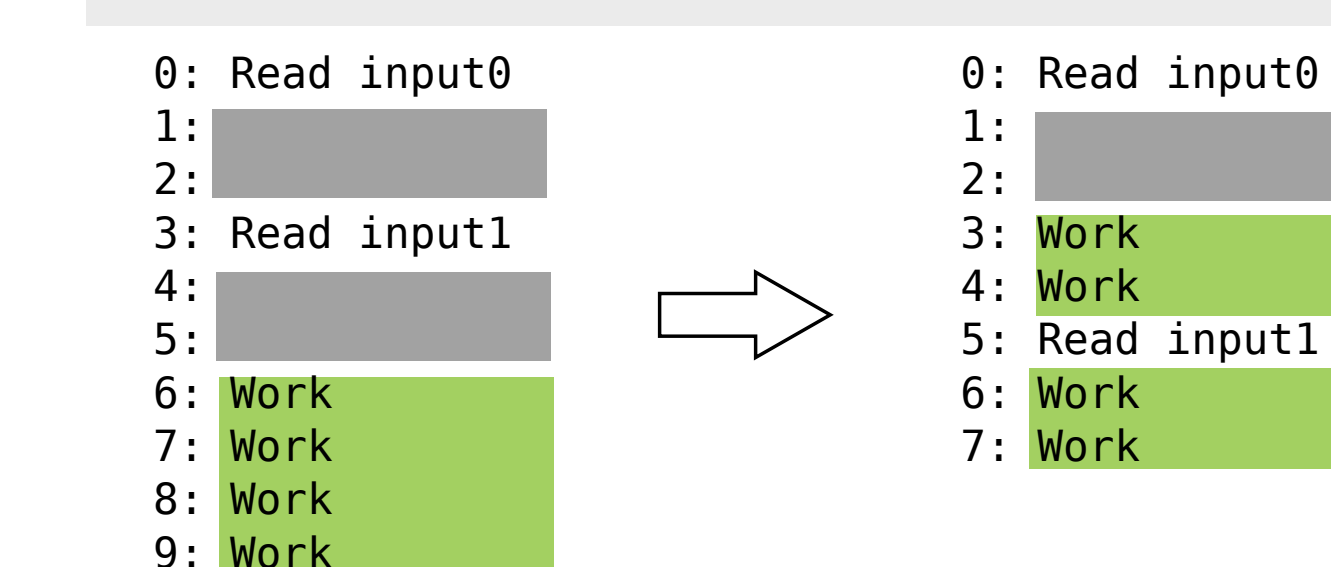 0: Read input0
1:
2:
3: Read input1
4:
5:
6: Work
7: Work
8: Work
9: Work
0: Read input0
1:
2:
3: Work
4: Work
5: Read input1
6: Work
7: Work